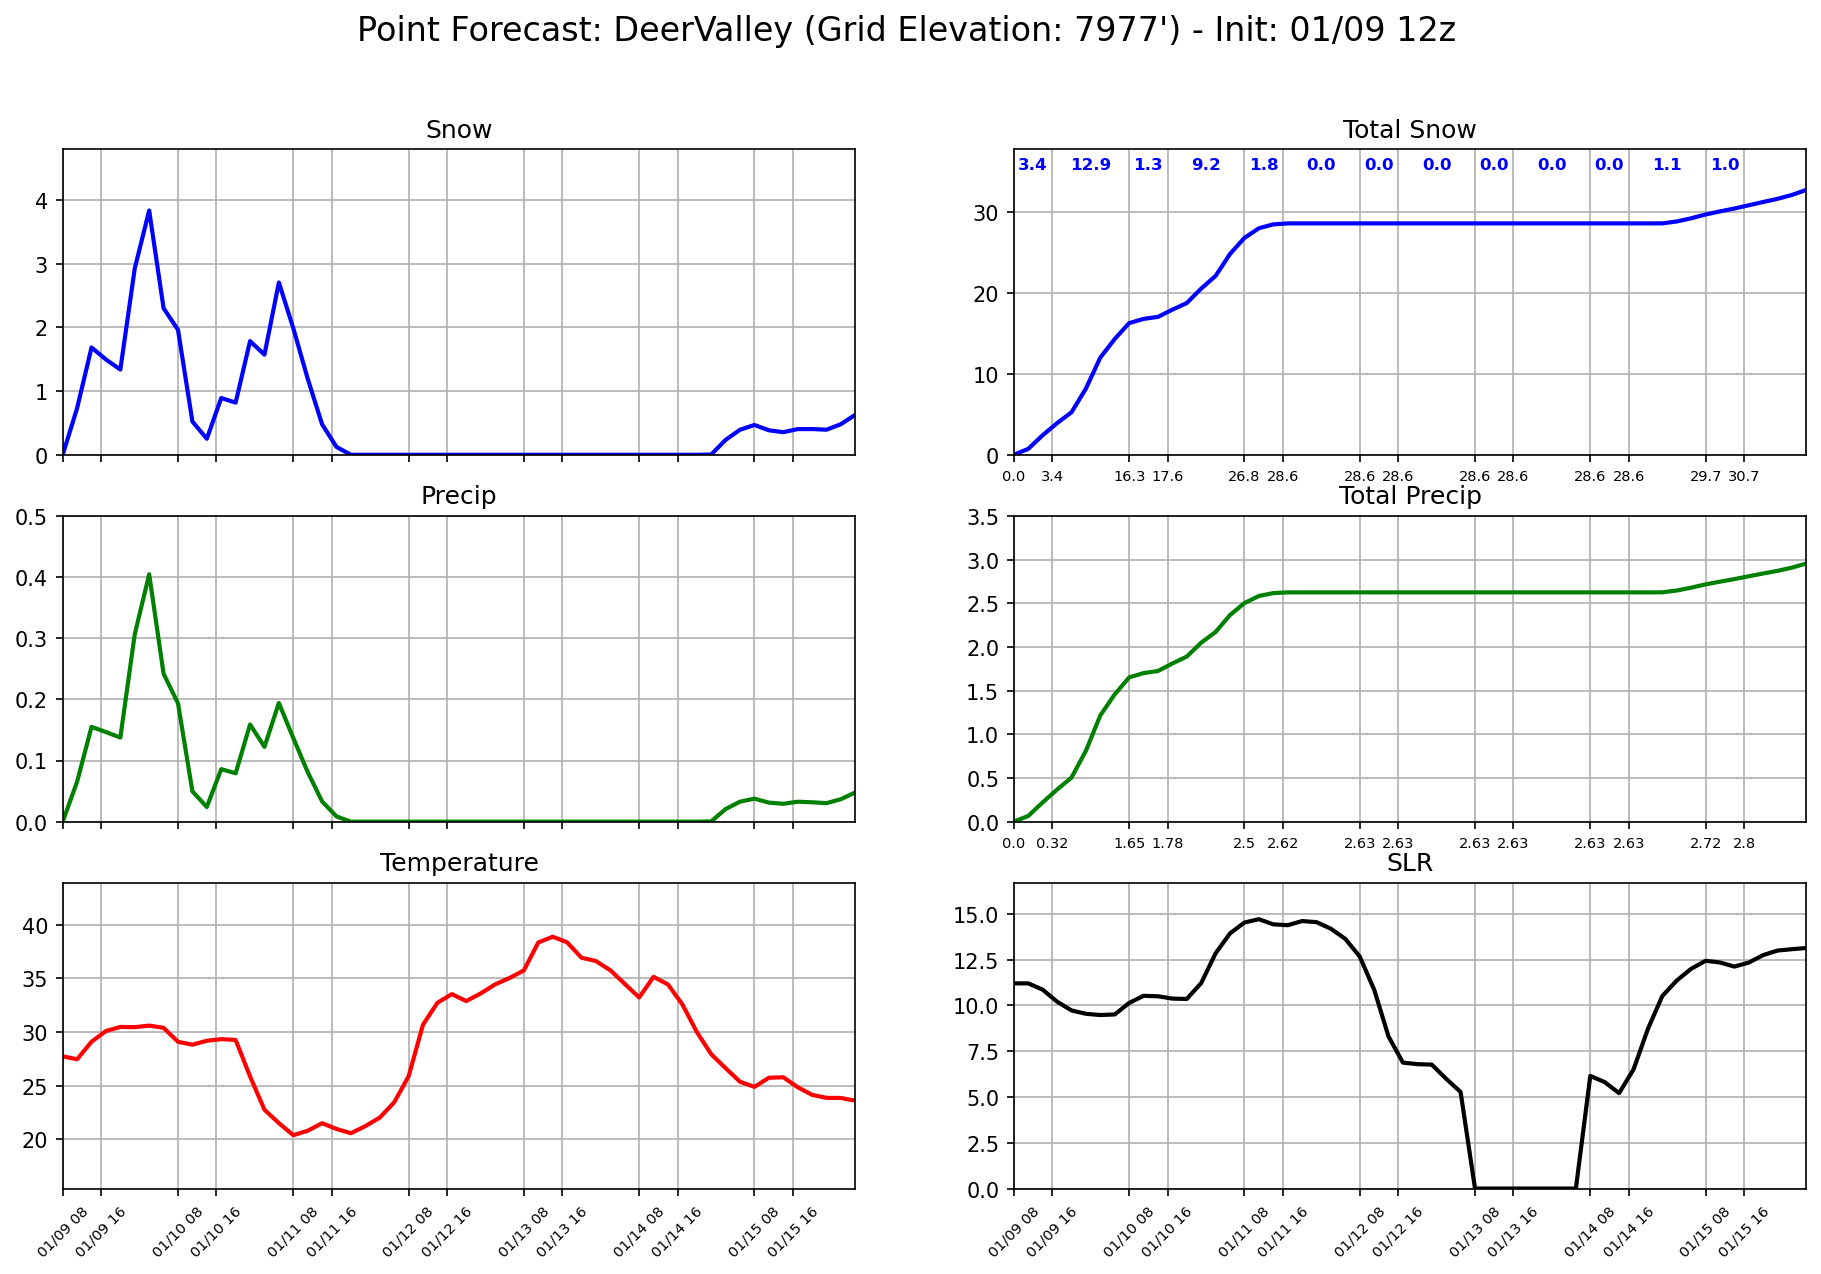 Point Forecast: DeerValley (Grid Elevation: 7977') - Init: 01/09 12z
Snow
4
3
2
1
0
Total Snow
3.4 12.9 1.3 9.2 1.8 0.0 0.0 0.0 0.0 0.0 0.0 1.1 1.0
30
20
10
0
0.0 3.4 16.3 17.6 26.8 28.6 28.6 28.6 28.6 28.6 28.6 28.6 29.7 30.7
Precip
0.5
0.4
0.3
0.2
0.1
0.0
Total Precip
3.5
3.0
2.5
2.0
1.5
1.0
0.5
0.0
0.0 0.32 1.65 1.78 2.5 2.62 2.63 2.63 2.63 2.63 2.63 2.63 2.72 2.8
Temperature
40
35
30
25
20
01/09 08 01/09 16 01/10 08 01/10 16 01/11 08 01/11 16 01/12 08 01/12 16 01/13 08 01/13 16 01/14 08 01/14 16 01/15 08 01/15 16
SLR
15.0
12.5
10.0
7.5
5.0
2.5
0.0
01/09 08 01/09 16 01/10 08 01/10 16 01/11 08 01/11 16 01/12 08 01/12 16 01/13 08 01/13 16 01/14 08 01/14 16 01/15 08 01/15 16